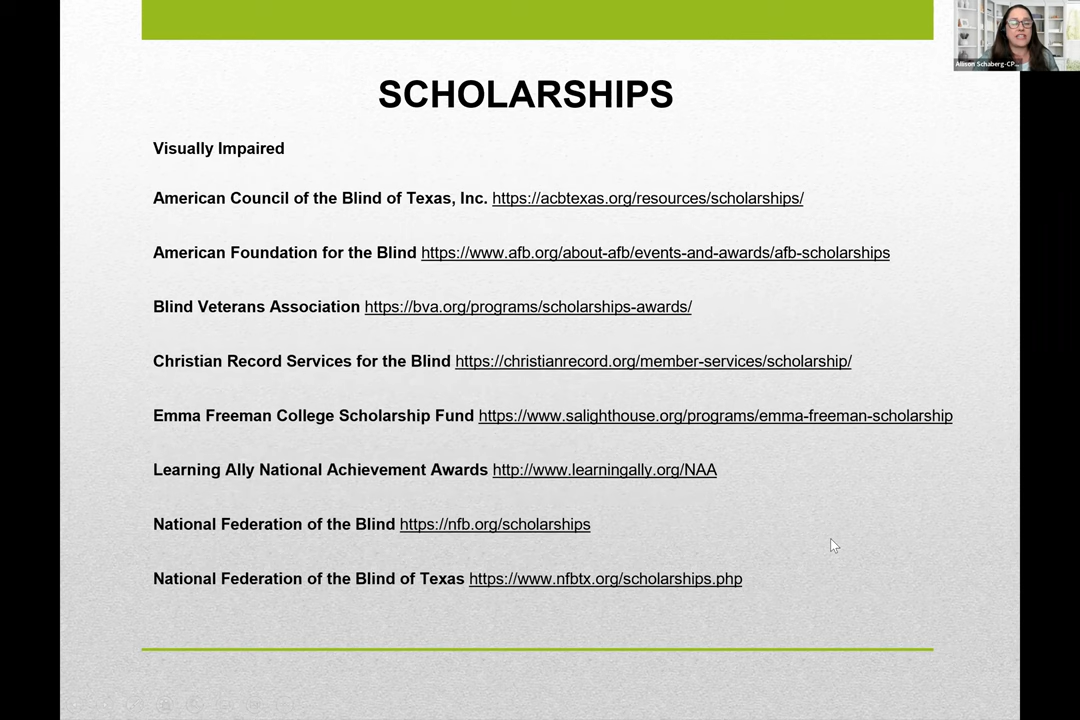 Allison Schaberg-CP...
SCHOLARSHIPS
Visually Impaired
American Council of the Blind of Texas, Inc. https://acbtexas.org/resources/scholarships/
American Foundation for the Blind https://www.afb.org/about-afb/events-and-awards/afb-scholarships
Blind Veterans Association https://bva.org/programs/scholarships-awards/
Christian Record Services for the Blind https://christianrecord.org/member-services/scholarship/
Emma Freeman College Scholarship Fund https://www.salighthouse.org/programs/emma-freeman-scholarship
Learning Ally National Achievement Awards http://www.learningally.org/NAA
National Federation of the Blind https://nfb.org/scholarships
National Federation of the Blind of Texas https://www.nfbtx.org/scholarships.php